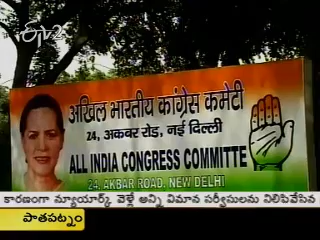 ETV2
अखिल भारतीय कांग्रेस कमेटी
24, अकबर रोड, नई दिल्ली
ALL INDIA CONGRESS COMMITTE
24, AKBAR ROAD, NEW DELHI
కారణంగా న్యూయార్క్ వెళ్లే అన్ని విమాన సర్వీసులను నిలిపివేసిన
పాతపట్నం